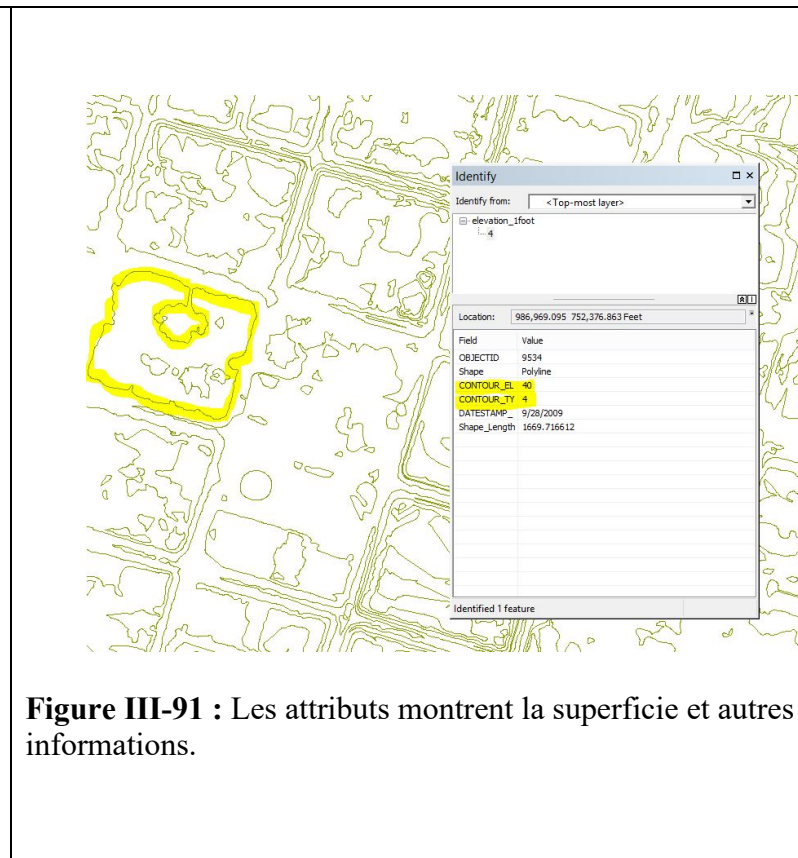 Identify
Identify from: <Top-most layer>
elevation_1foot
4
Location: 986,969.095 752,376.863 Feet
Field Value
OBJECTID 9534
Shape Polyline
CONTOUR_EL 40
CONTOUR_TY 4
DATESTAMP_ 9/28/2009
Shape_Length 1669.716612
Identified 1 feature
Figure III-91 : Les attributs montrent la superficie et autres
informations.